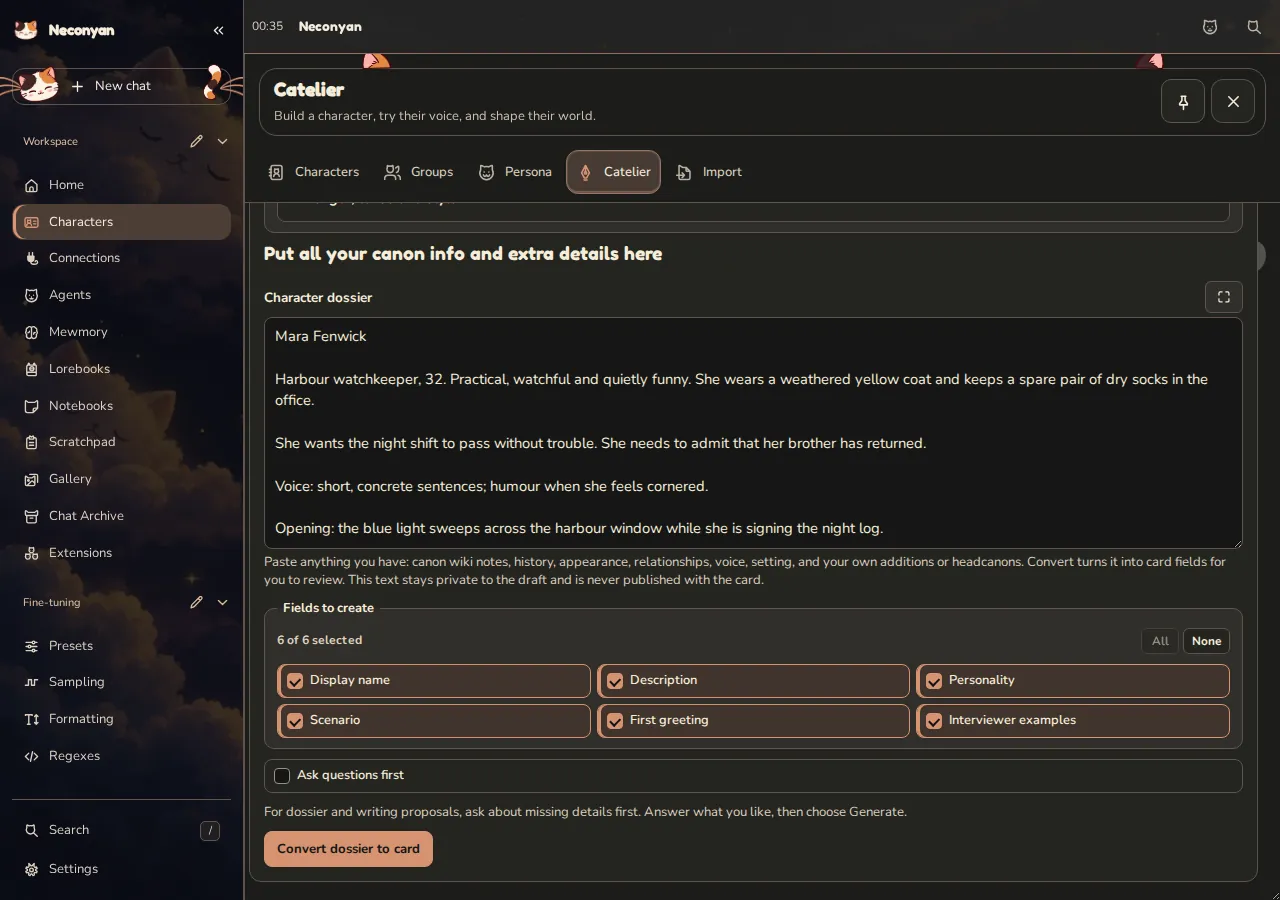 Neconyan
00:35
Neconyan
New chat
Catelier
Build a character, try their voice, and shape their world.
Workspace
Characters
Groups
Persona
Catelier
Import
Home
Characters
Connections
Agents
Mewmory
Lorebooks
Notebooks
Scratchpad
Gallery
Chat Archive
Extensions
Fine-tuning
Presets
Sampling
Formatting
Regexes
Search
/
Settings
Put all your canon info and extra details here
Character dossier
Mara Fenwick
Harbour watchkeeper, 32. Practical, watchful and quietly funny. She wears a weathered yellow coat and keeps a spare pair of dry socks in the
office.
She wants the night shift to pass without trouble. She needs to admit that her brother has returned.
Voice: short, concrete sentences; humour when she feels cornered.
Opening: the blue light sweeps across the harbour window while she is signing the night log.
Paste anything you have: canon wiki notes, history, appearance, relationships, voice, setting, and your own additions or headcanons. Convert turns it into card fields for
you to review. This text stays private to the draft and is never published with the card.
Fields to create
6 of 6 selected
All
None
Display name
Description
Personality
Scenario
First greeting
Interviewer examples
Ask questions first
For dossier and writing proposals, ask about missing details first. Answer what you like, then choose Generate.
Convert dossier to card